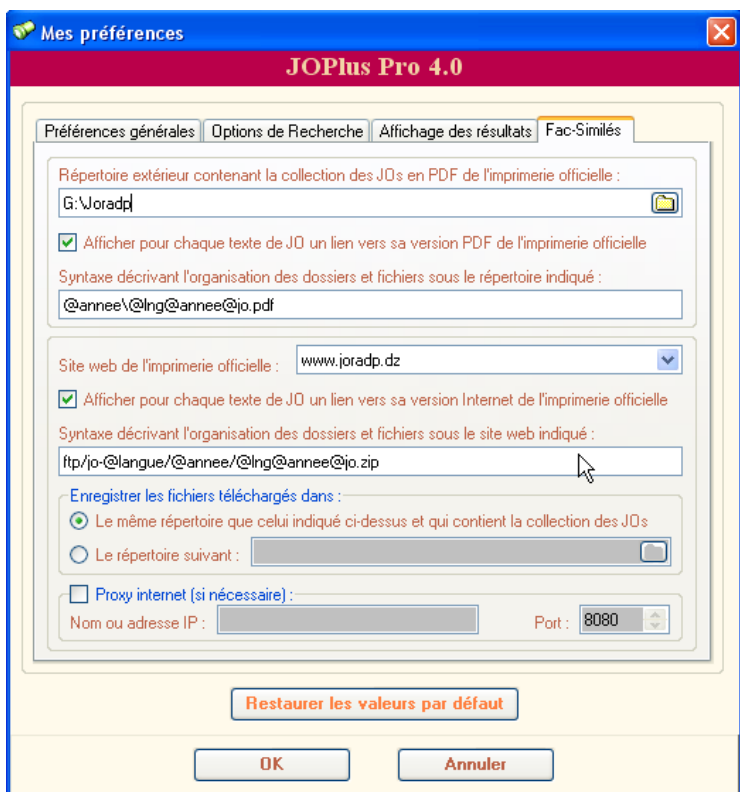 Mes préférences
JOPlus Pro 4.0
Préférences générales Options de Recherche Affichage des résultats Fac-Similés
Répertoire extérieur contenant la collection des JOs en PDF de l'imprimerie officielle :
G:\Joradp
Afficher pour chaque texte de JO un lien vers sa version PDF de l'imprimerie officielle
Syntaxe décrivant l'organisation des dossiers et fichiers sous le répertoire indiqué :
@annee\@lng@annee@jo.pdf
Site web de l'imprimerie officielle : www.joradp.dz
Afficher pour chaque texte de JO un lien vers sa version Internet de l'imprimerie officielle
Syntaxe décrivant l'organisation des dossiers et fichiers sous le site web indiqué :
ftp/jo-@langue/@annee/@lng@annee@jo.zip
Enregistrer les fichiers téléchargés dans :
Le même répertoire que celui indiqué ci-dessus et qui contient la collection des JOs
Le répertoire suivant :
Proxy internet (si nécessaire) :
Nom ou adresse IP : Port : 8080
Restaurer les valeurs par défaut
OK Annuler